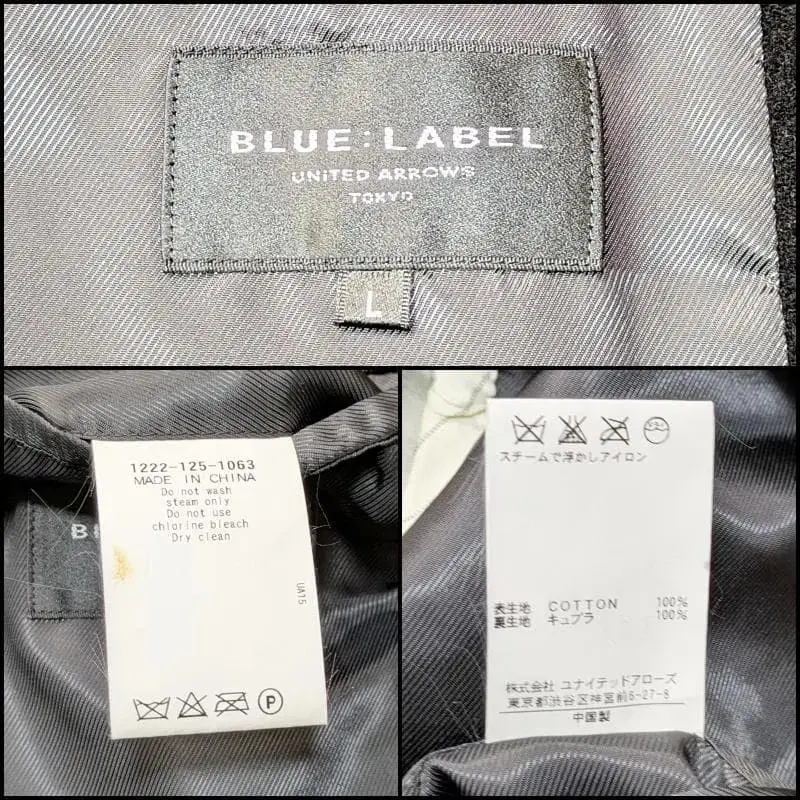 BLUE:LABEL
UNITED ARROWS
TOKYO
L
1222-125-1063
MADE IN CHINA
Do not wash
steam only
Do not use
chlorine bleach
Dry clean
UA15
P
スチームで浮かしアイロン
表生地 COTTON 100%
裏生地 キュプラ 100%
株式会社 ユナイテッドアローズ
東京都渋谷区神宮前6-27-8
中国製